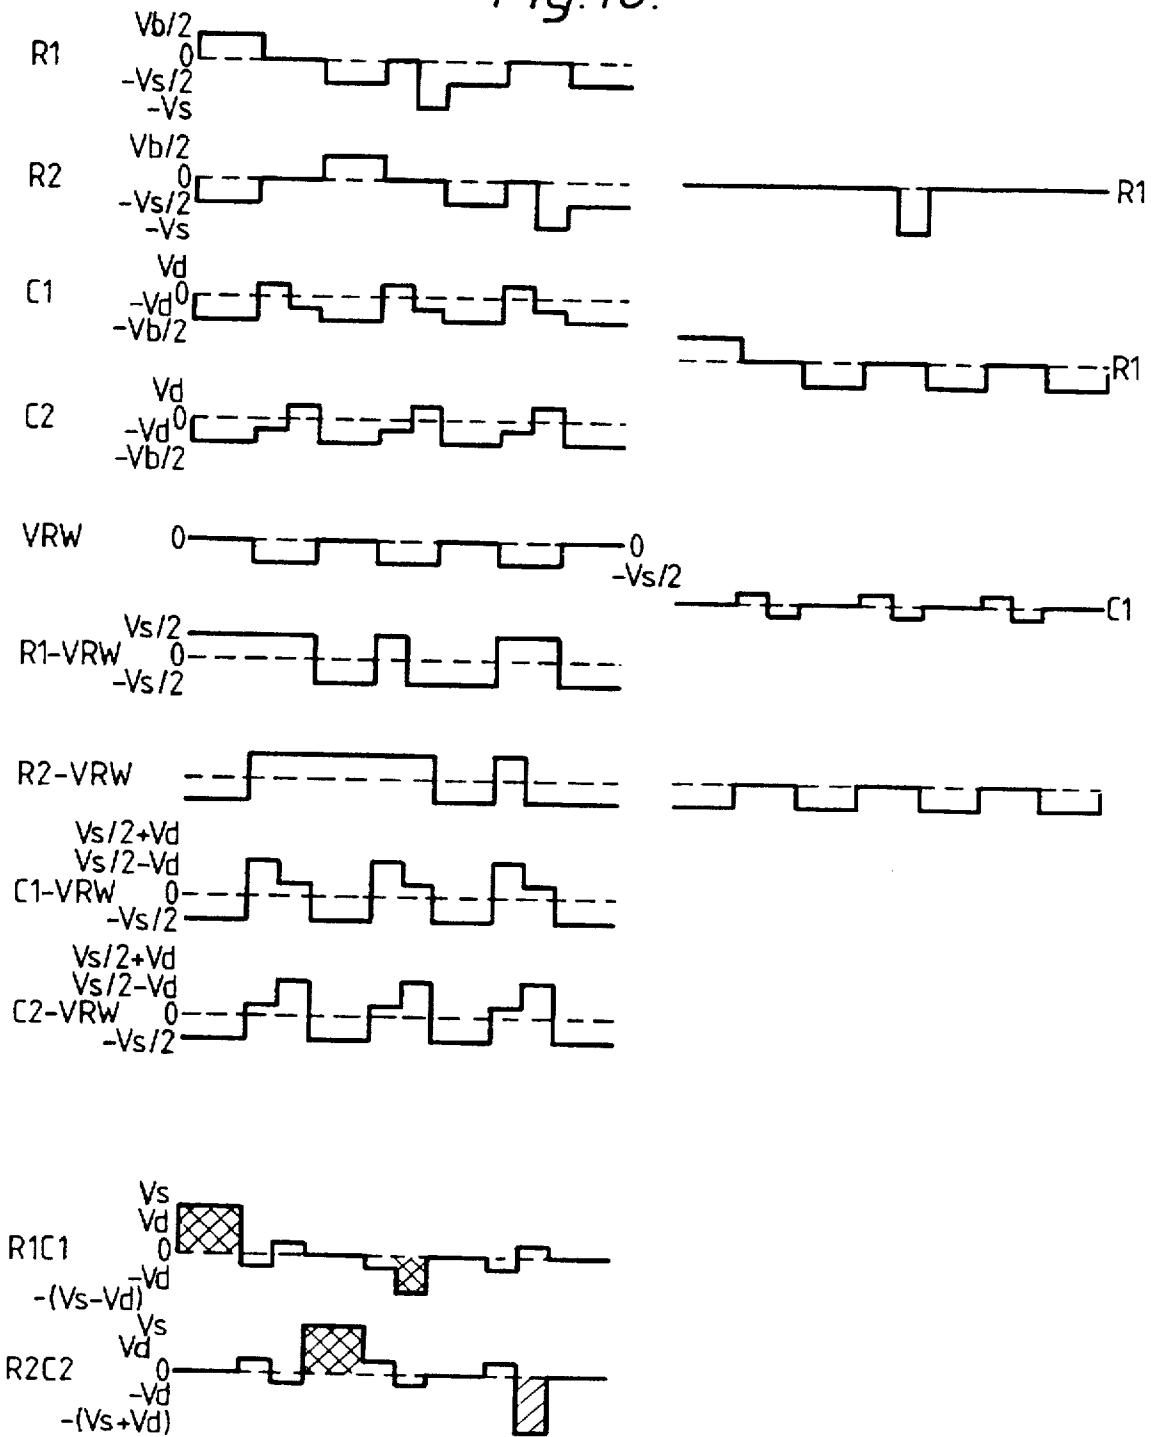 Fig.10.
Vb/2
R1
0
-Vs/2
-Vs
Vb/2
R2
0
-Vs/2
-Vs
R1
Vd
C1
0
-Vd
-Vb/2
R1
Vd
C2
0
-Vd
-Vb/2
VRW 0 0
-Vs/2
C1
Vs/2
R1-VRW 0
-Vs/2
R2-VRW
Vs/2+Vd
Vs/2-Vd
C1-VRW 0
-Vs/2
Vs/2+Vd
Vs/2-Vd
C2-VRW 0
-Vs/2
Vs
Vd
R1C1 0
-Vd
-(Vs-Vd)
Vs
Vd
R2C2 0
-Vd
-(Vs+Vd)